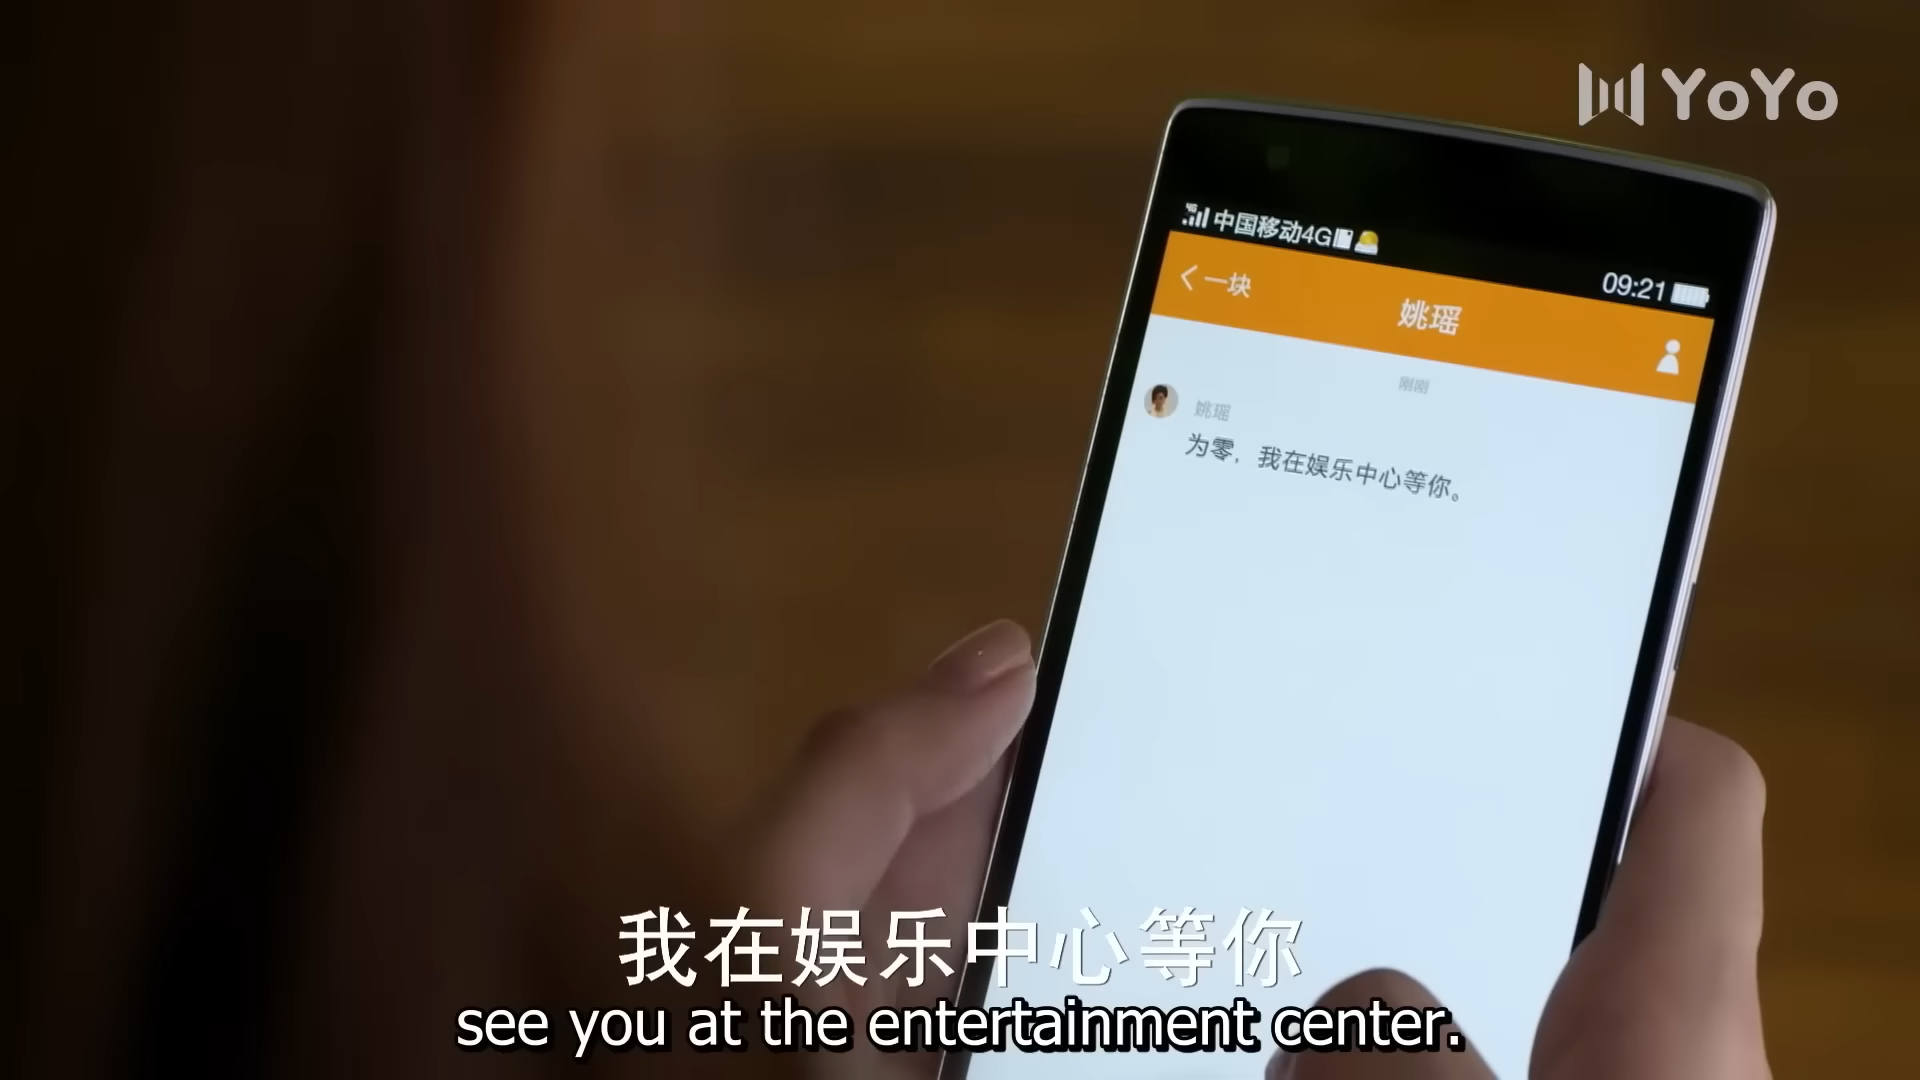 YoYo
中国移动4G
09:21
一块
姚瑶
刚刚
姚瑶
为零，我在娱乐中心等你。
我在娱乐中心等你
see you at the entertainment center.